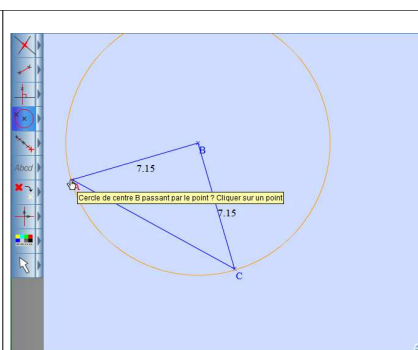 B
7.15
A
Cercle de centre B passant par le point ? Cliquer sur un point
7.15
C
Abcd